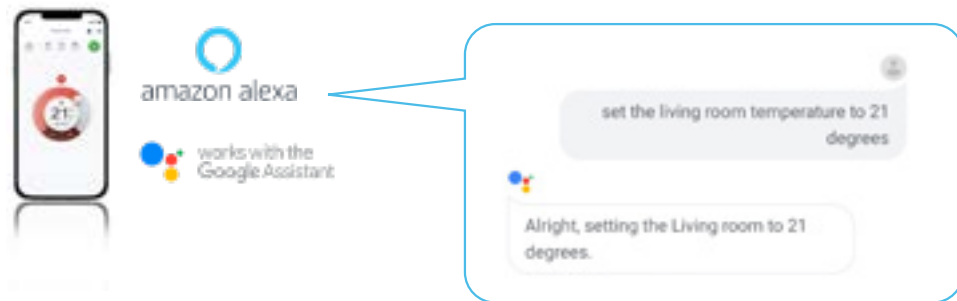 21
amazon alexa
works with the
Google Assistant
set the living room temperature to 21
degrees
Alright, setting the Living room to 21
degrees.